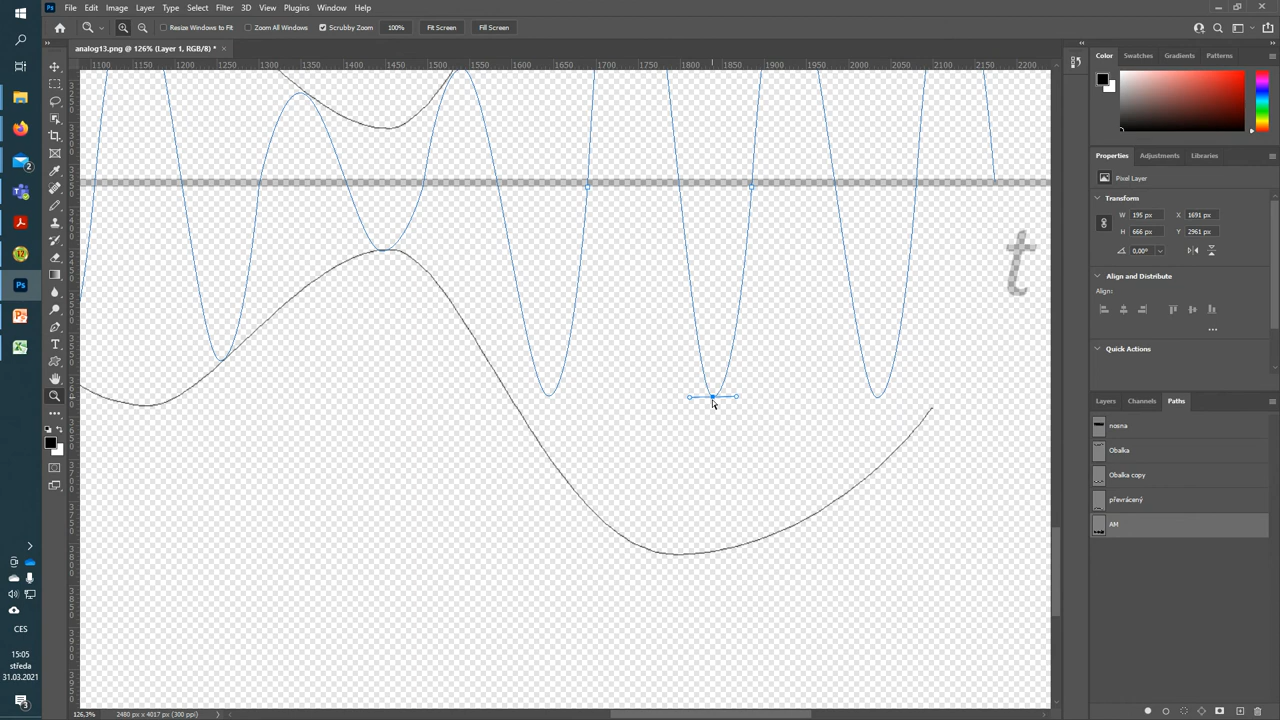 File Edit Image Layer Type Select Filter 3D View Plugins Window Help
Resize Windows to Fit Zoom All Windows Scrubby Zoom 100% Fit Screen Fill Screen
analog13.png @ 126% (Layer 1, RGB/8) *
1100 1150 1200 1250 1300 1350 1400 1450 1500 1550 1600 1650 1700 1750 1800 1850 1900 1950 2000 2050 2100 2150 2200
t
Color Swatches Gradients Patterns
Properties Adjustments Libraries
Pixel Layer
Transform
W 195 px X 1691 px
H 666 px Y 2961 px
0,00°
Align and Distribute
Align:
Quick Actions
Layers Channels Paths
nosna
Obalka
Obalka copy
převrácený
AM
CES
15:05
středa
31.03.2021
126,3% 2480 px x 4017 px (300 ppi)